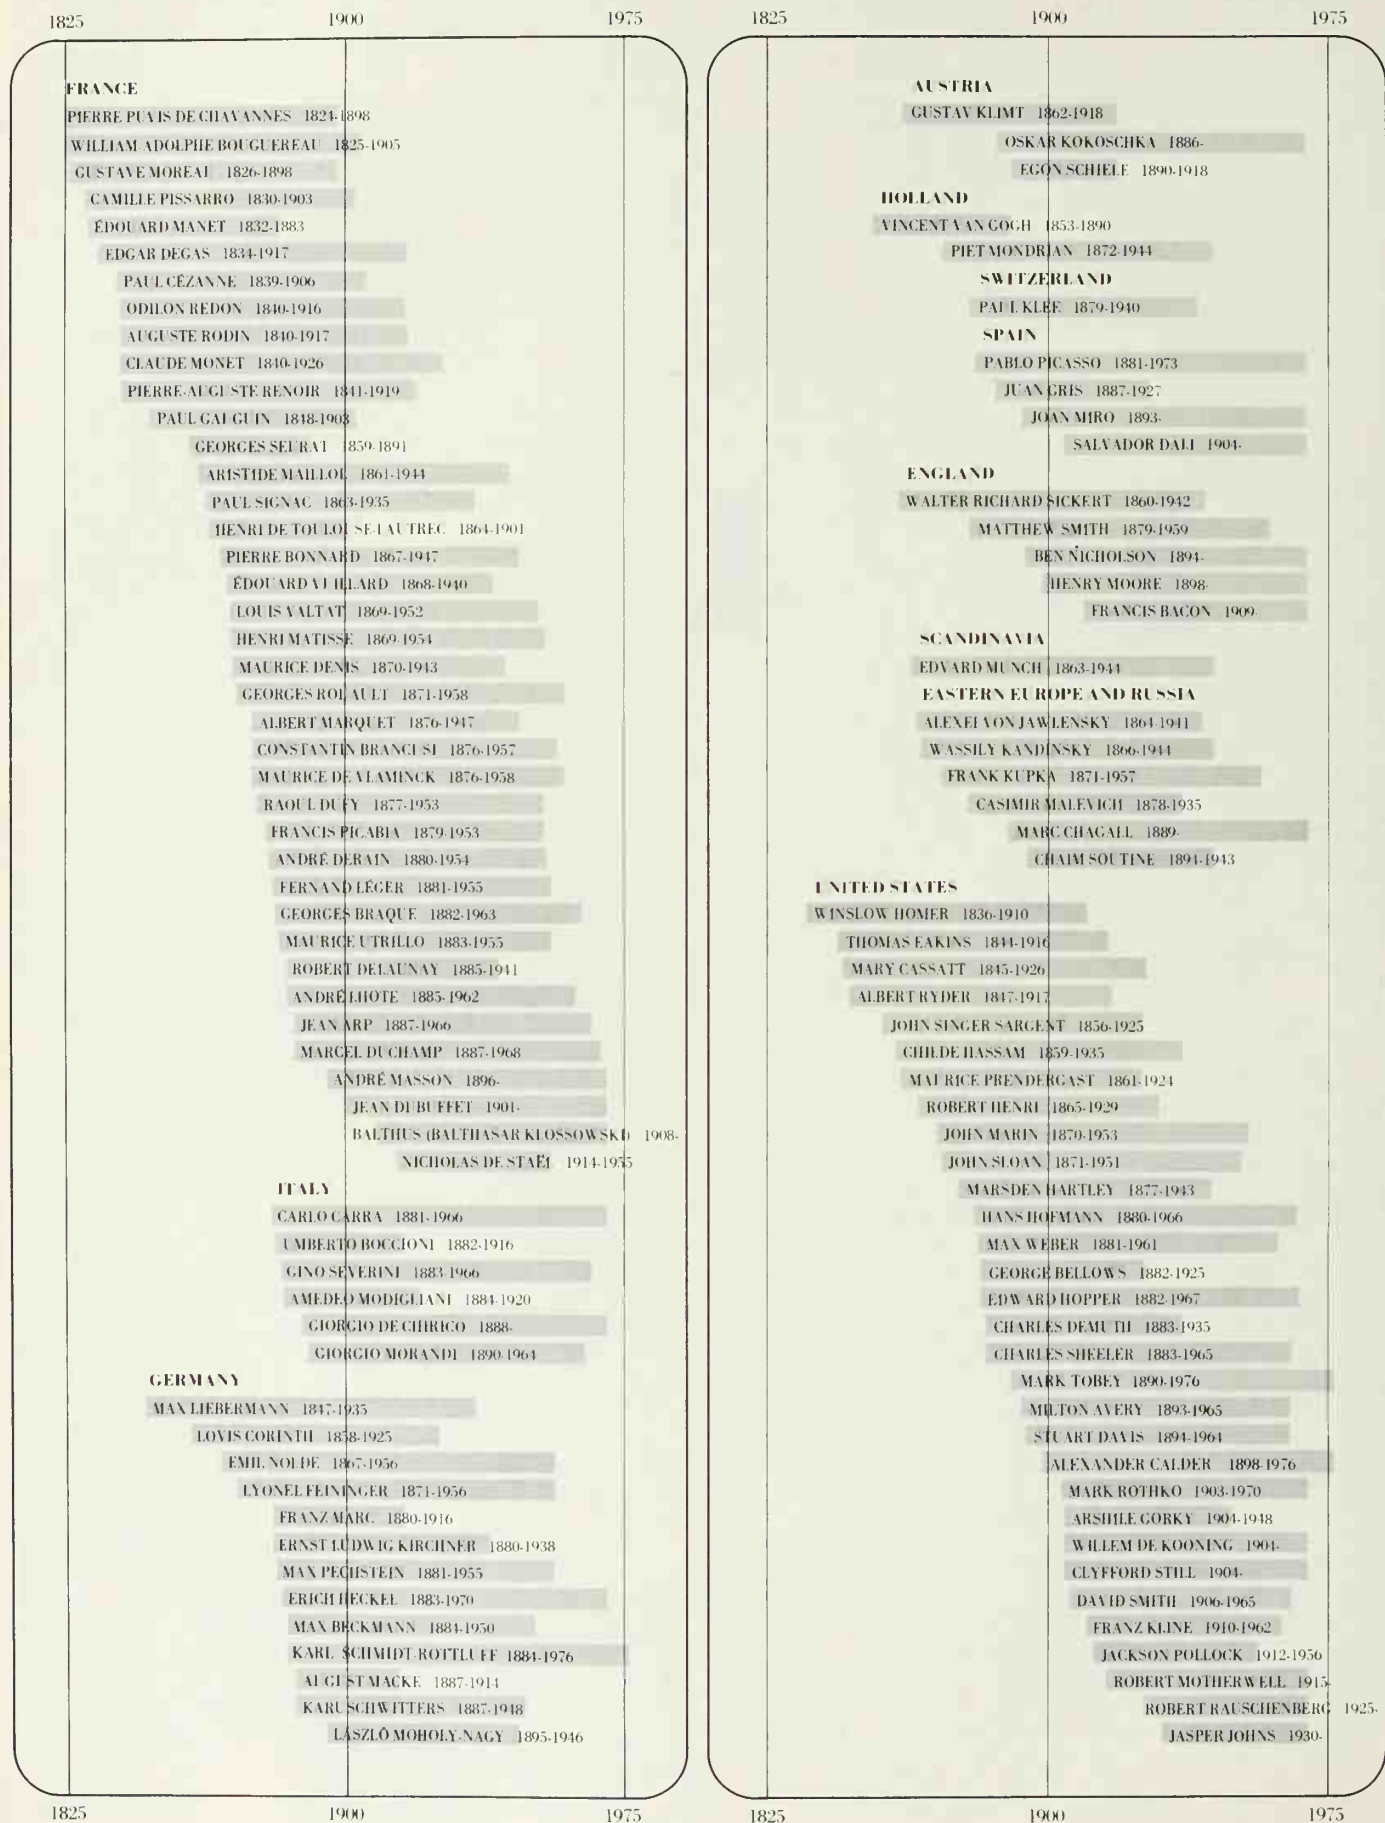 1825 1900 1975
FRANCE
PIERRE PUVIS DE CHAVANNES 1824-1898
WILLIAM-ADOLPHE BOUGUEREAU 1825-1905
GUSTAVE MOREAU 1826-1898
CAMILLE PISSARRO 1830-1903
ÉDOUARD MANET 1832-1883
EDGAR DEGAS 1834-1917
PAUL CÉZANNE 1839-1906
ODILON REDON 1840-1916
AUGUSTE RODIN 1840-1917
CLAUDE MONET 1840-1926
PIERRE-AUGUSTE RENOIR 1841-1919
PAUL GAUGUIN 1848-1903
GEORGES SEURAT 1859-1891
ARISTIDE MAILLOL 1861-1944
PAUL SIGNAC 1863-1935
HENRI DE TOULOUSE-LAUTREC 1864-1901
PIERRE BONNARD 1867-1947
ÉDOUARD VUILLARD 1868-1940
LOUIS VALTAT 1869-1952
HENRI MATISSE 1869-1954
MAURICE DENIS 1870-1943
GEORGES ROUAULT 1871-1958
ALBERT MARQUET 1876-1947
CONSTANTIN BRANCUSI 1876-1957
MAURICE DE VLAMINCK 1876-1958
RAOUL DUFY 1877-1953
FRANCIS PICABIA 1879-1953
ANDRÉ DERAIN 1880-1954
FERNAND LÉGER 1881-1955
GEORGES BRAQUE 1882-1963
MAURICE UTRILLO 1883-1955
ROBERT DELAUNAY 1885-1941
ANDRÉ LHOTE 1885-1962
JEAN ARP 1887-1966
MARCEL DUCHAMP 1887-1968
ANDRÉ MASSON 1896-
JEAN DUBUFFET 1901-
BALTHUS (BALTHASAR KLOSSOWSKI) 1908-
NICHOLAS DE STAËL 1914-1955
ITALY
CARLO CARRA 1881-1966
UMBERTO BOCCIONI 1882-1916
GINO SEVERINI 1883-1966
AMEDEO MODIGLIANI 1884-1920
GIORGIO DE CHIRICO 1888-
GIORGIO MORANDI 1890-1964
GERMANY
MAX LIEBERMANN 1847-1935
LOVIS CORINTH 1858-1925
EMIL NOLDE 1867-1956
LYONEL FEININGER 1871-1956
FRANZ MARC 1880-1916
ERNST LUDWIG KIRCHNER 1880-1938
MAX PECHSTEIN 1881-1955
ERICH HECKEL 1883-1970
MAX BECKMANN 1884-1950
KARL SCHMIDT-ROTTLUFF 1884-1976
AUGUST MACKE 1887-1914
KARL SCHWITTERS 1887-1948
LÁSZLÓ MOHOLY-NAGY 1895-1946
1825 1900 1975
1825 1900 1975
AUSTRIA
GUSTAV KLIMT 1862-1918
OSKAR KOKOSCHKA 1886-
EGON SCHIELE 1890-1918
HOLLAND
VINCENT VAN GOGH 1853-1890
PIET MONDRIAN 1872-1944
SWITZERLAND
PAUL KLEE 1879-1940
SPAIN
PABLO PICASSO 1881-1973
JUAN GRIS 1887-1927
JOAN MIRO 1893-
SALVADOR DALI 1904-
ENGLAND
WALTER RICHARD SICKERT 1860-1942
MATTHEW SMITH 1879-1959
BEN NICHOLSON 1894-
HENRY MOORE 1898-
FRANCIS BACON 1909-
SCANDINAVIA
EDVARD MUNCH 1863-1944
EASTERN EUROPE AND RUSSIA
ALEXEI VON JAWLENSKY 1864-1941
WASSILY KANDINSKY 1866-1944
FRANK KUPKA 1871-1957
CASIMIR MALEVICH 1878-1935
MARC CHAGALL 1889-
CHAIM SOUTINE 1894-1943
UNITED STATES
WINSLOW HOMER 1836-1910
THOMAS EAKINS 1844-1916
MARY CASSATT 1845-1926
ALBERT RYDER 1847-1917
JOHN SINGER SARGENT 1856-1925
CHILDE HASSAM 1859-1935
MAURICE PRENDERGAST 1861-1924
ROBERT HENRI 1865-1929
JOHN MARIN 1870-1953
JOHN SLOAN 1871-1951
MARSDEN HARTLEY 1877-1943
HANS HOFMANN 1880-1966
MAX WEBER 1881-1961
GEORGE BELLOWS 1882-1925
EDWARD HOPPER 1882-1967
CHARLES DEMUTH 1883-1935
CHARLES SHEELER 1883-1965
MARK TOBEY 1890-1976
MILTON AVERY 1893-1965
STUART DAVIS 1894-1964
ALEXANDER CALDER 1898-1976
MARK ROTHKO 1903-1970
ARSHILE GORKY 1904-1948
WILLEM DE KOONING 1904-
CLYFFORD STILL 1904-
DAVID SMITH 1906-1965
FRANZ KLINE 1910-1962
JACKSON POLLOCK 1912-1956
ROBERT MOTHERWELL 1915-
ROBERT RAUSCHENBERG 1925-
JASPER JOHNS 1930-
1825 1900 1975